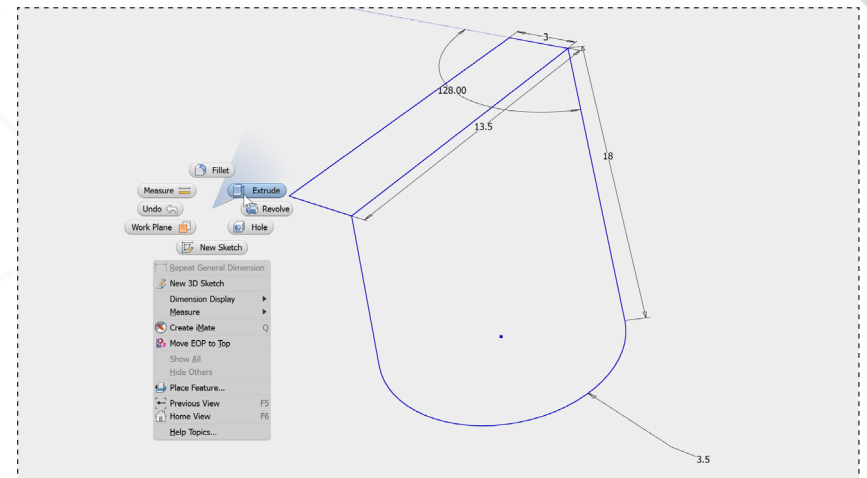 3
128.00
13.5
18
3.5
Fillet
Measure
Extrude
Undo
Revolve
Work Plane
Hole
New Sketch
Repeat General Dimension
New 3D Sketch
Dimension Display
Measure
Create iMate Q
Move EOP to Top
Show All
Hide Others
Place Feature...
Previous View F5
Home View F6
Help Topics...